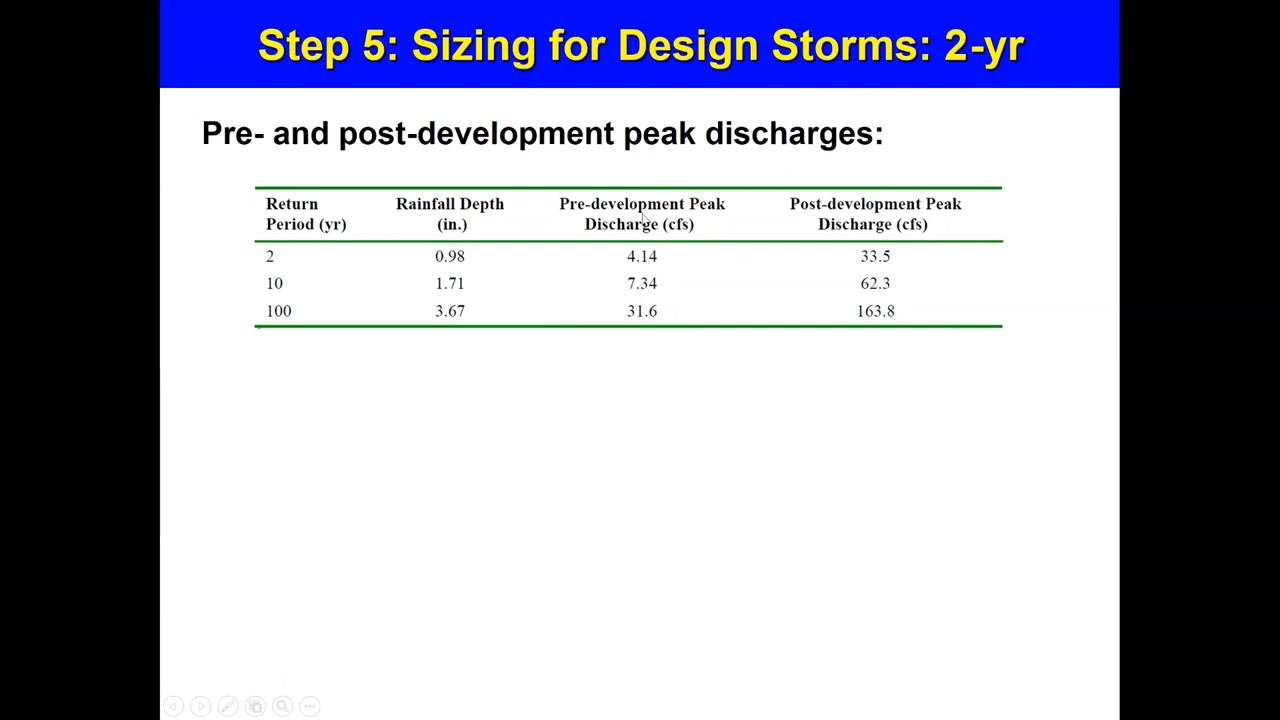 Step 5: Sizing for Design Storms: 2-yr
Pre- and post-development peak discharges:
Return Period (yr) Rainfall Depth (in.) Pre-development Peak Discharge (cfs) Post-development Peak Discharge (cfs)
2 0.98 4.14 33.5
10 1.71 7.34 62.3
100 3.67 31.6 163.8